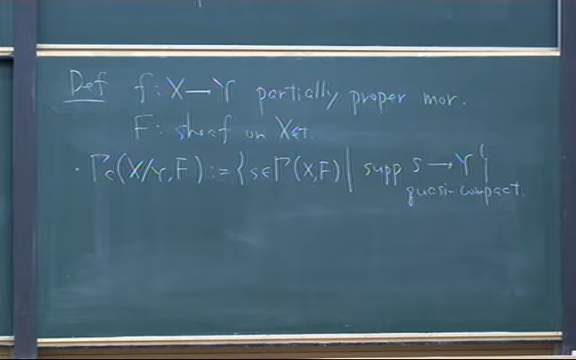 Def f: X → Y partially proper mor.
F: sheaf on Xét.
· Γc(X/Y, F) := { s∈Γ(X, F) | supp s → Y }
quasi-compact.